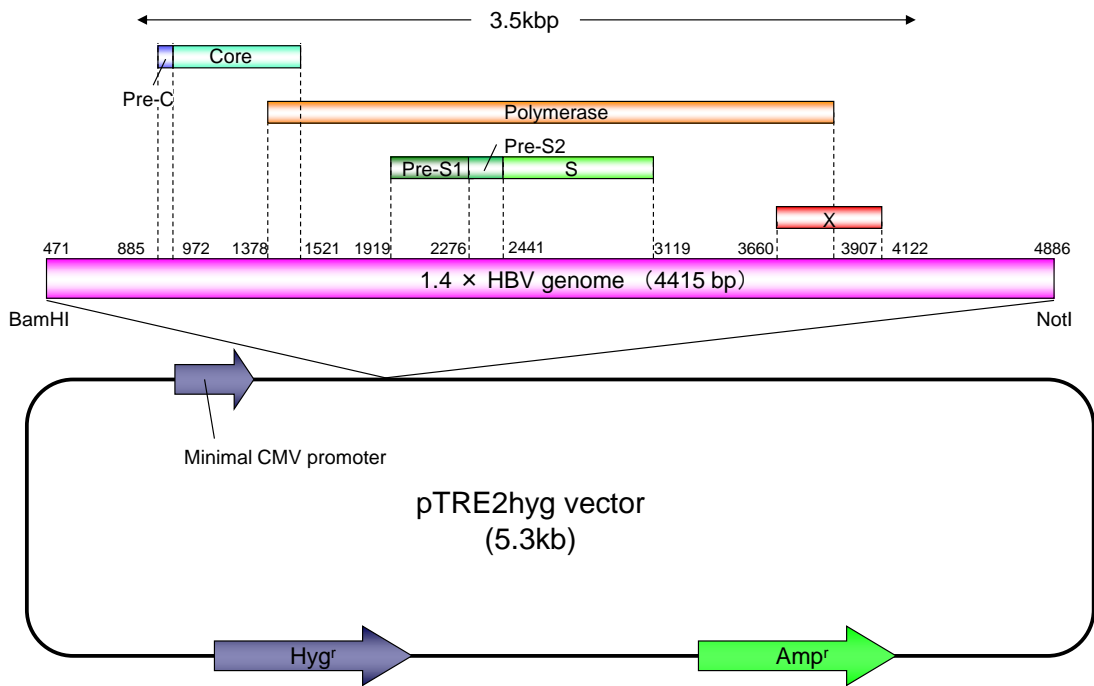 3.5kbp
Core
Pre-C
Polymerase
Pre-S2
Pre-S1
S
X
471 885 972 1378 1521 1919 2276 2441 3119 3660 3907 4122 4886
1.4 × HBV genome （4415 bp）
BamHI NotI
Minimal CMV promoter
pTRE2hyg vector
(5.3kb)
Hygʳ Ampʳ